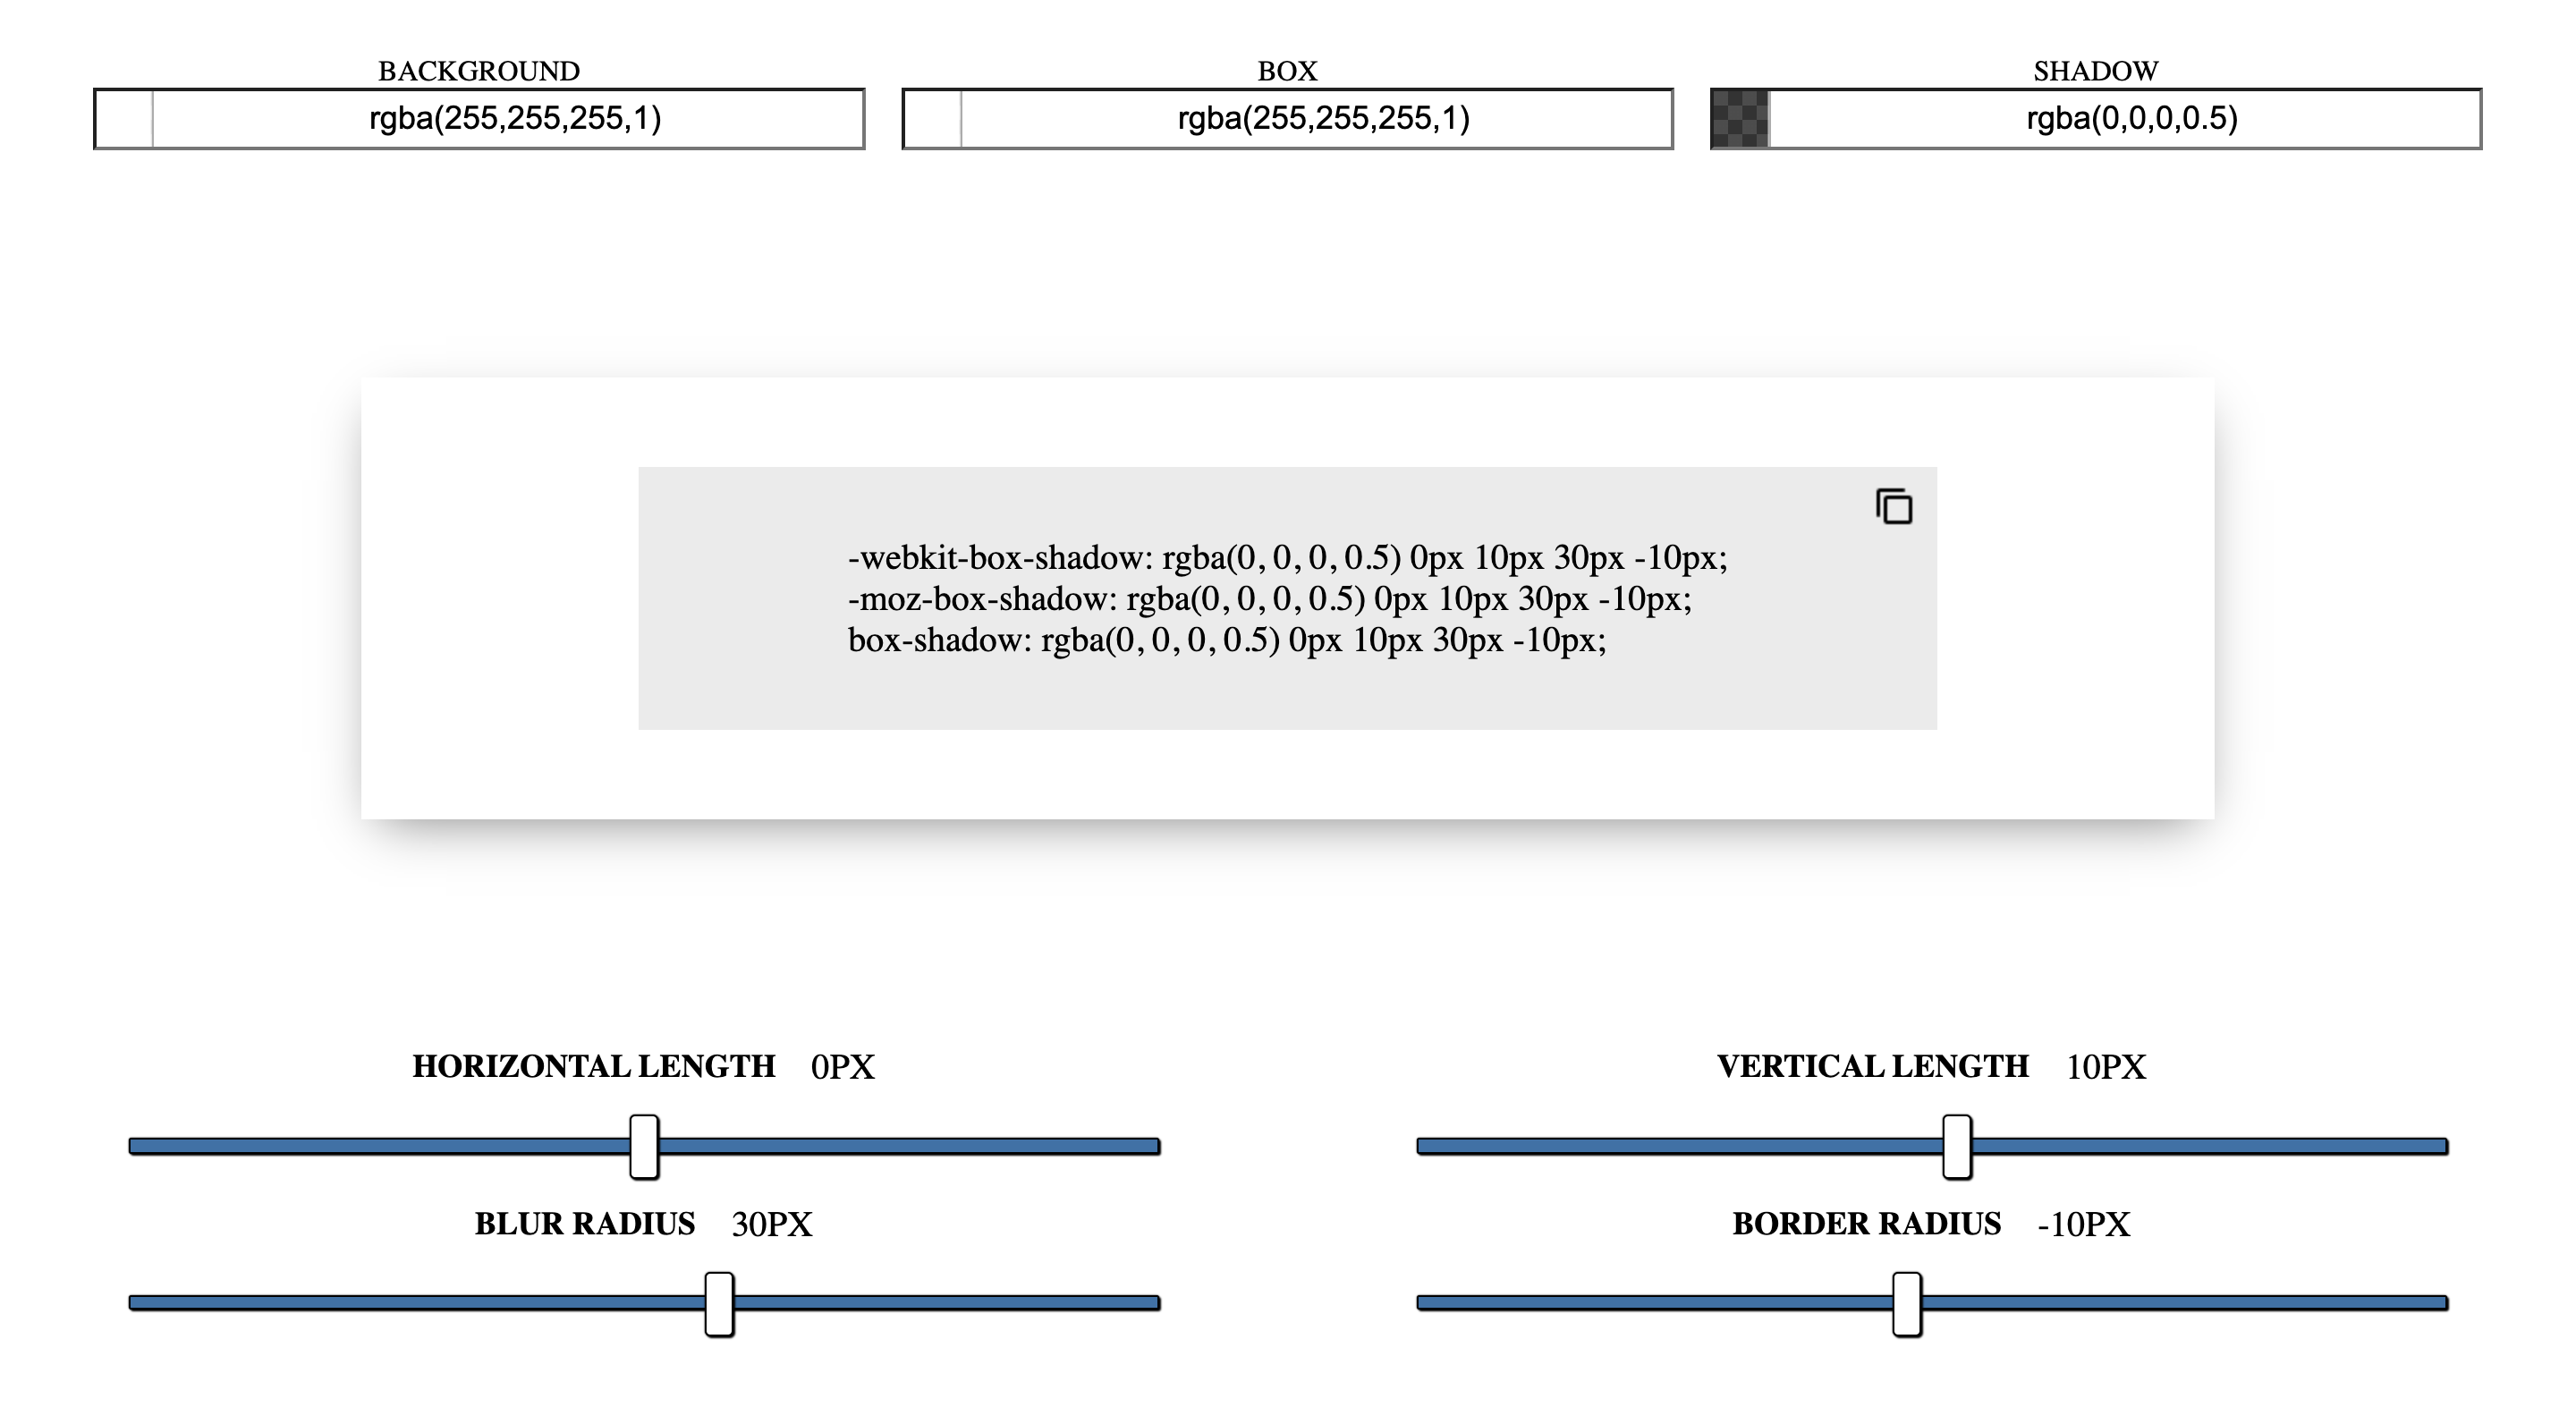 BACKGROUND BOX SHADOW
rgba(255,255,255,1) rgba(255,255,255,1) rgba(0,0,0,0.5)
-webkit-box-shadow: rgba(0, 0, 0, 0.5) 0px 10px 30px -10px;
-moz-box-shadow: rgba(0, 0, 0, 0.5) 0px 10px 30px -10px;
box-shadow: rgba(0, 0, 0, 0.5) 0px 10px 30px -10px;
HORIZONTAL LENGTH 0PX VERTICAL LENGTH 10PX
BLUR RADIUS 30PX BORDER RADIUS -10PX